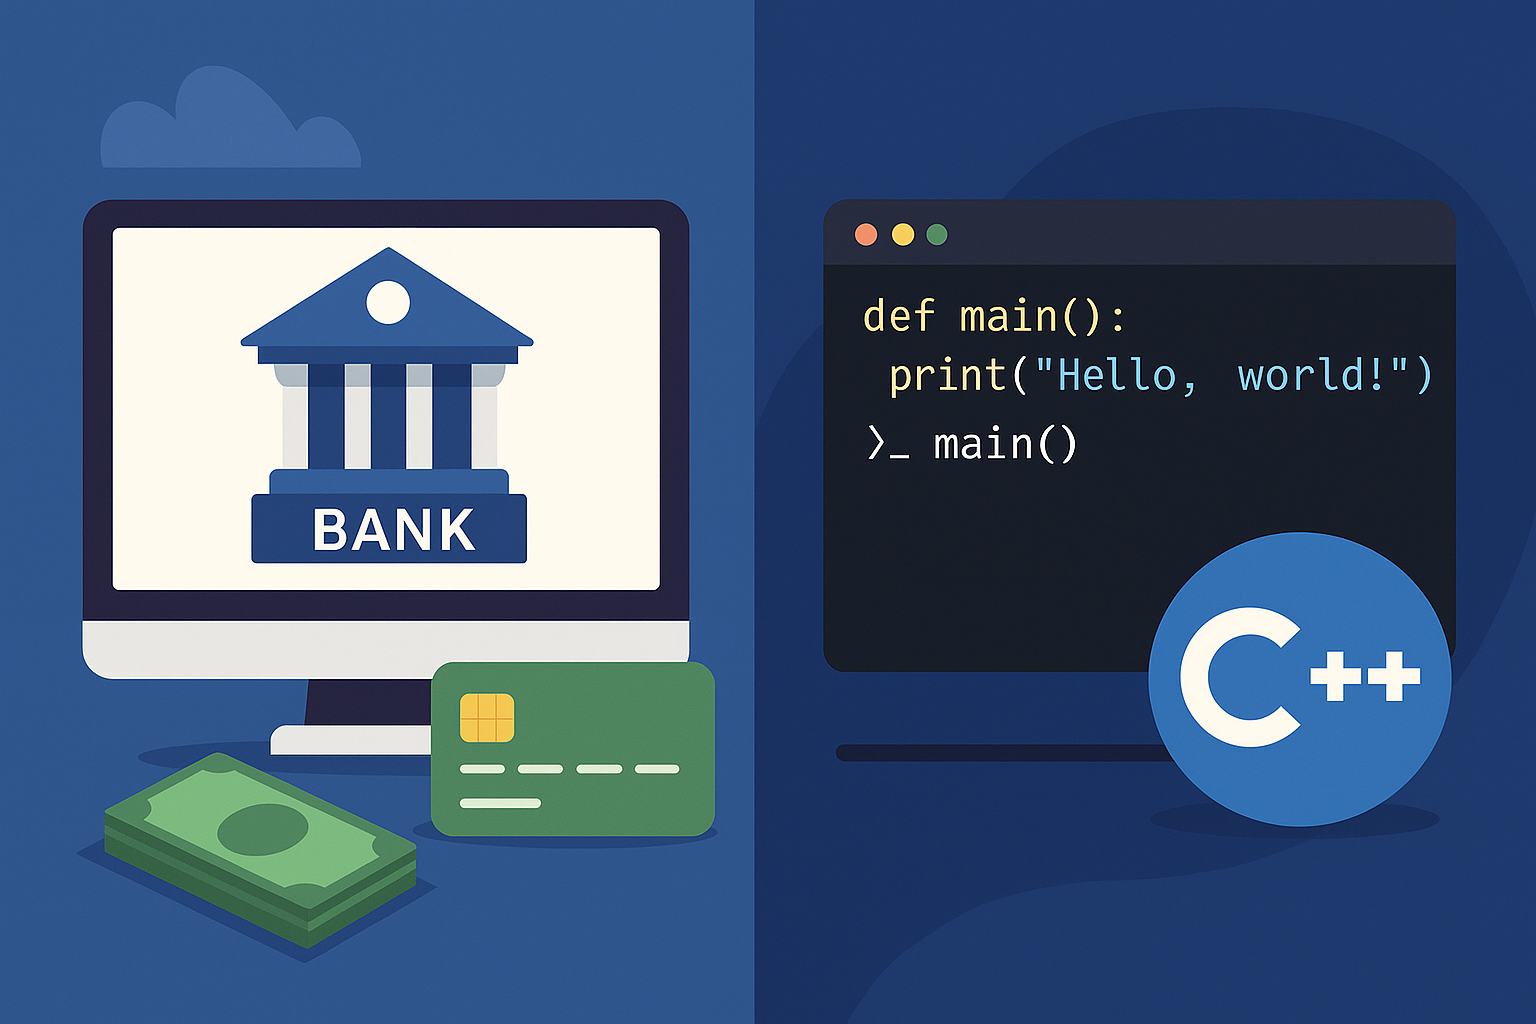 BANK
def main():
 print("Hello, world!")
❯_ main()
C++